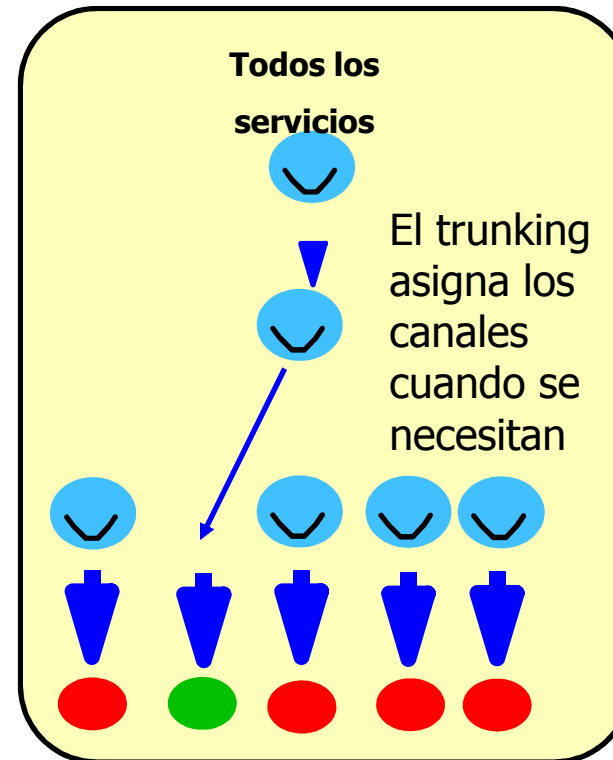 Todos los
servicios
El trunking
asigna los
canales
cuando se
necesitan